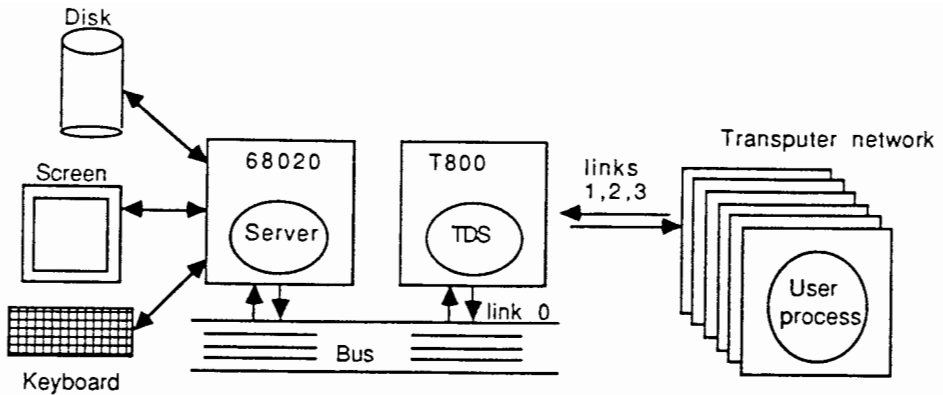 Disk
Screen
Keyboard
68020
Server
T800
TDS
link 0
Bus
links
1,2,3
Transputer network
User
process